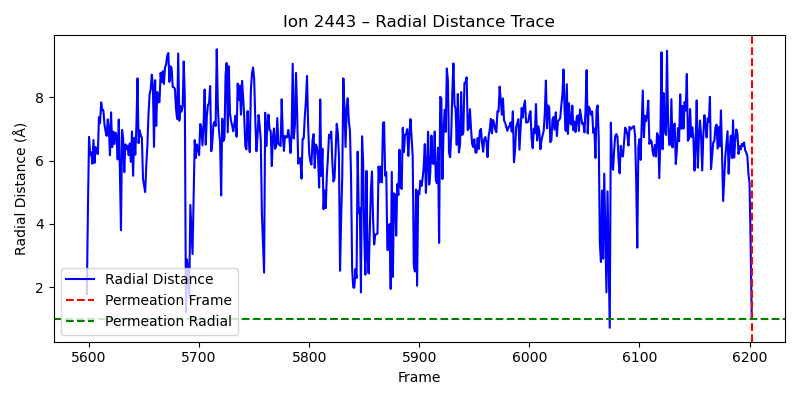 Ion 2443 – Radial Distance Trace
Radial Distance (Å)
8
6
4
2
Radial Distance
Permeation Frame
Permeation Radial
5600 5700 5800 5900 6000 6100 6200
Frame